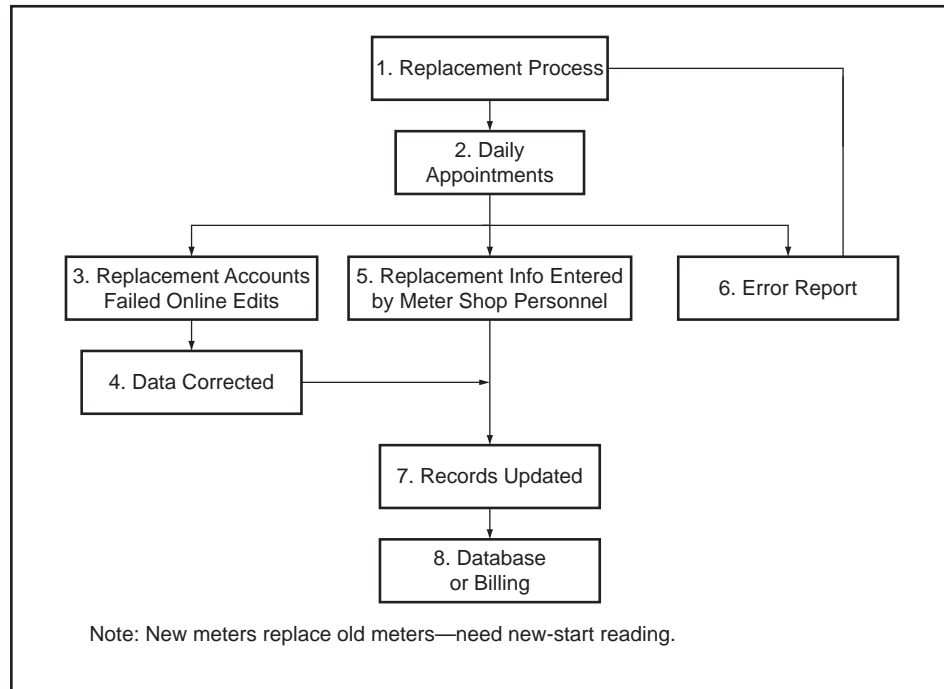 1. Replacement Process
2. Daily
Appointments
3. Replacement Accounts
Failed Online Edits
5. Replacement Info Entered
by Meter Shop Personnel
6. Error Report
4. Data Corrected
7. Records Updated
8. Database
or Billing
Note: New meters replace old meters—need new-start reading.